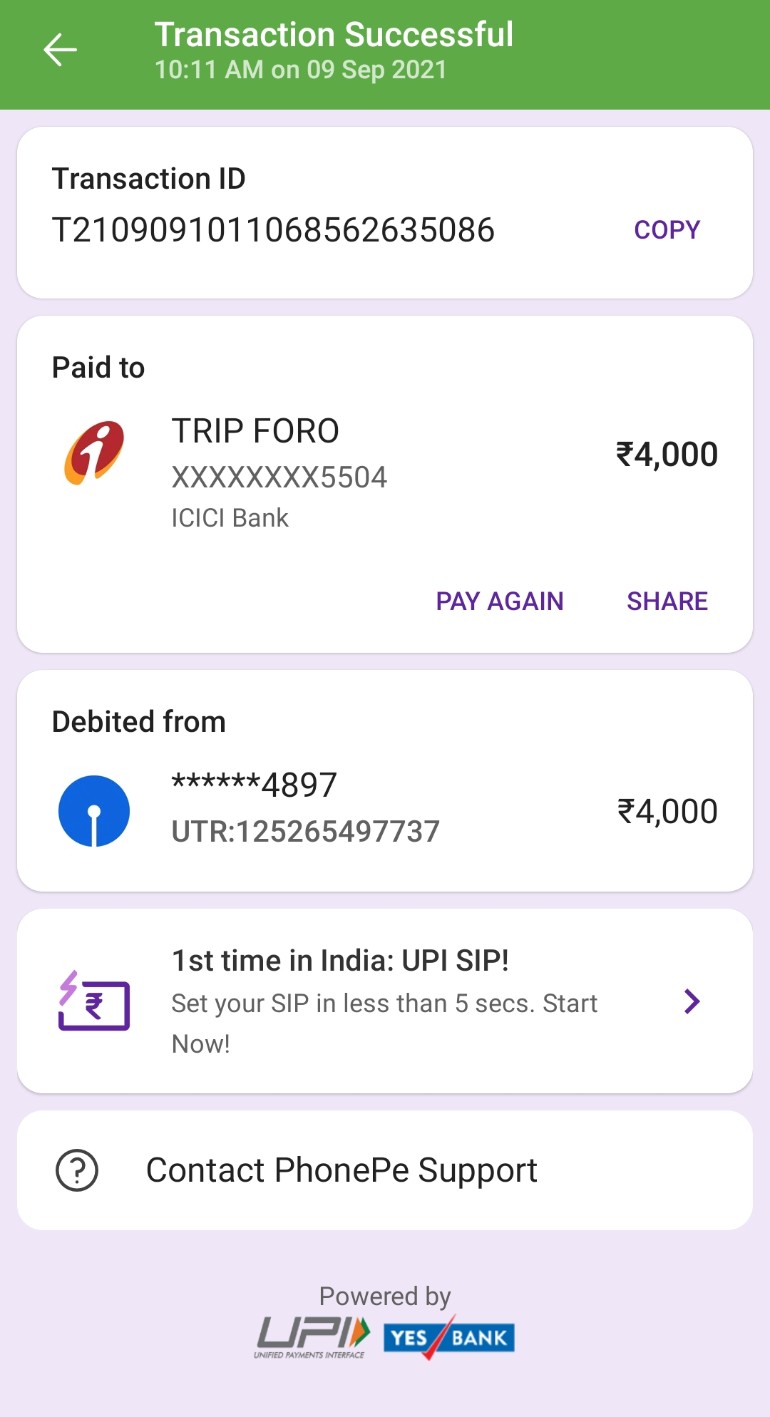 Transaction Successful
10:11 AM on 09 Sep 2021
Transaction ID
T2109091011068562635086
COPY
Paid to
TRIP FORO
₹4,000
XXXXXXXX5504
ICICI Bank
PAY AGAIN
SHARE
Debited from
******4897
₹4,000
UTR:125265497737
1st time in India: UPI SIP!
Set your SIP in less than 5 secs. Start
Now!
Contact PhonePe Support
Powered by
UPI
UNIFIED PAYMENTS INTERFACE
YES BANK